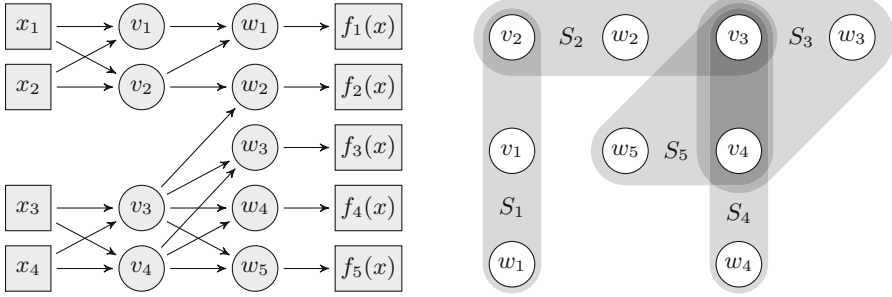 x₁ v₁ w₁ f₁(x)
x₂ v₂ w₂ f₂(x)
w₃ f₃(x)
x₃ v₃ w₄ f₄(x)
x₄ v₄ w₅ f₅(x)
v₂ S₂ w₂ v₃ S₃ w₃
v₁ w₅ S₅ v₄
S₁ S₄
w₁ w₄